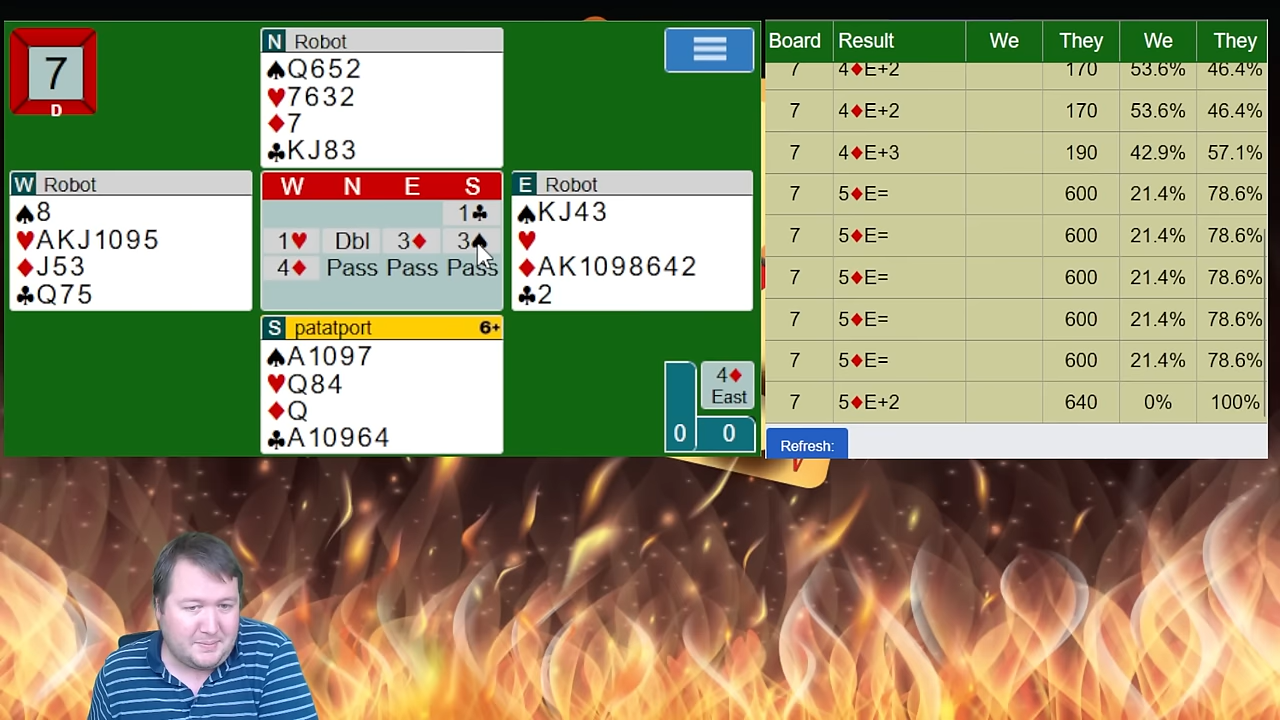 7
D
N Robot
♠Q652
♥7632
♦7
♣KJ83
W Robot
♠8
♥AKJ1095
♦J53
♣Q75
W N E S
1♣
1♥ Dbl 3♦ 3♠
4♦ Pass Pass Pass
E Robot
♠KJ43
♥
♦AK1098642
♣2
S patatport 6+
♠A1097
♥Q84
♦Q
♣A10964
4♦
East
0 0
Board Result We They We They
7 4♦E+2 170 53.6% 46.4%
7 4♦E+2 170 53.6% 46.4%
7 4♦E+3 190 42.9% 57.1%
7 5♦E= 600 21.4% 78.6%
7 5♦E= 600 21.4% 78.6%
7 5♦E= 600 21.4% 78.6%
7 5♦E= 600 21.4% 78.6%
7 5♦E= 600 21.4% 78.6%
7 5♦E+2 640 0% 100%
Refresh: